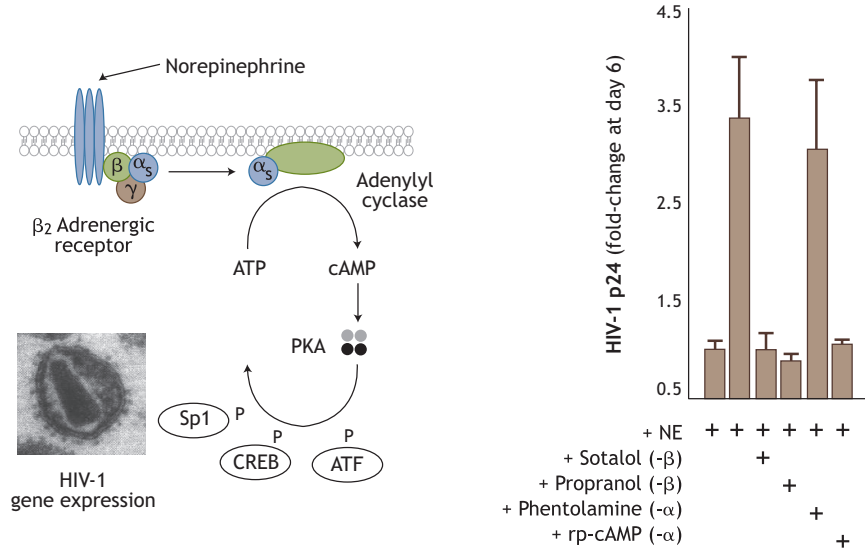 Norepinephrine
β
αs
γ
αs
Adenylyl
cyclase
β2 Adrenergic
receptor
ATP
cAMP
PKA
Sp1
P
P
CREB
P
ATF
HIV-1
gene expression
HIV-1 p24 (fold-change at day 6)
4.5
3.5
2.5
1.5
0.5
+ NE + + + + + +
+ Sotalol (-β) +
+ Propranol (-β) +
+ Phentolamine (-α) +
+ rp-cAMP (-α) +